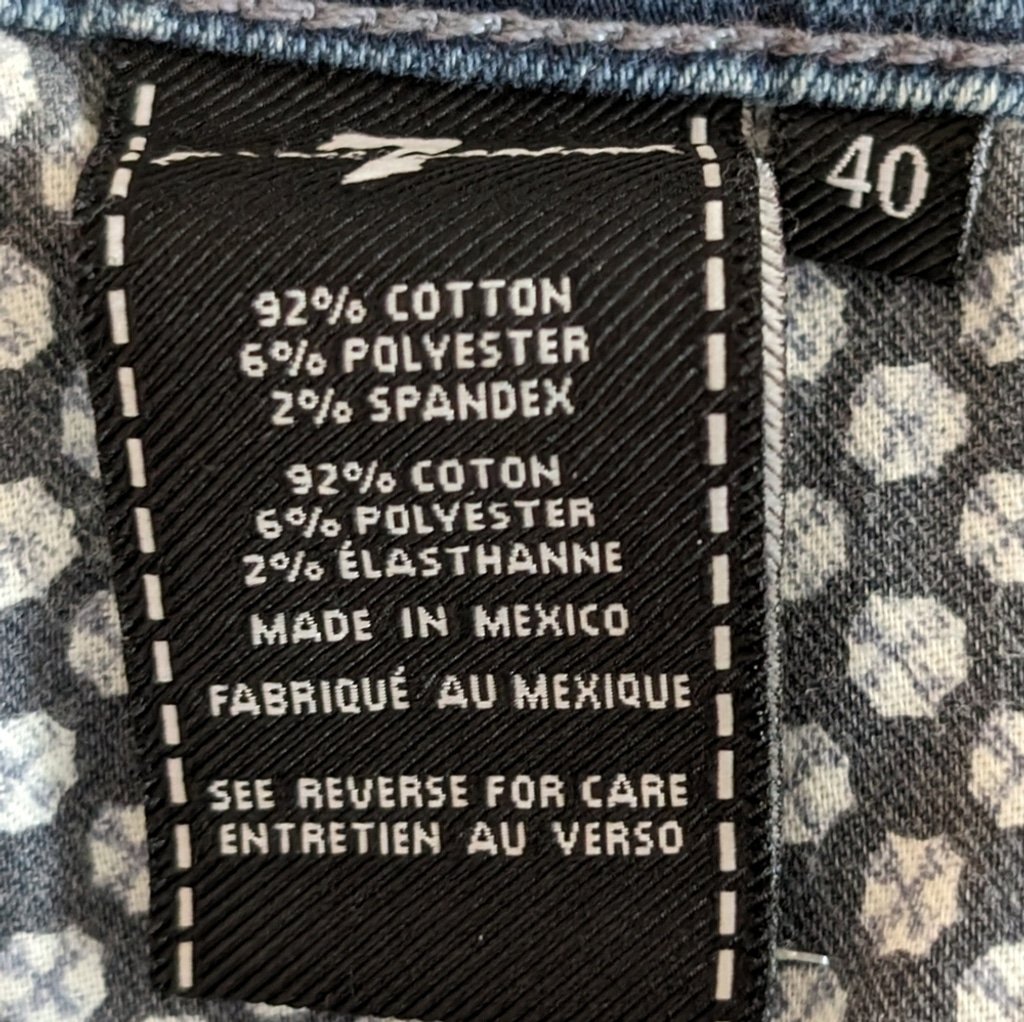 40
92% COTTON
6% POLYESTER
2% SPANDEX
92% COTON
6% POLYESTER
2% ÉLASTHANNE
MADE IN MEXICO
FABRIQUÉ AU MEXIQUE
SEE REVERSE FOR CARE
ENTRETIEN AU VERSO